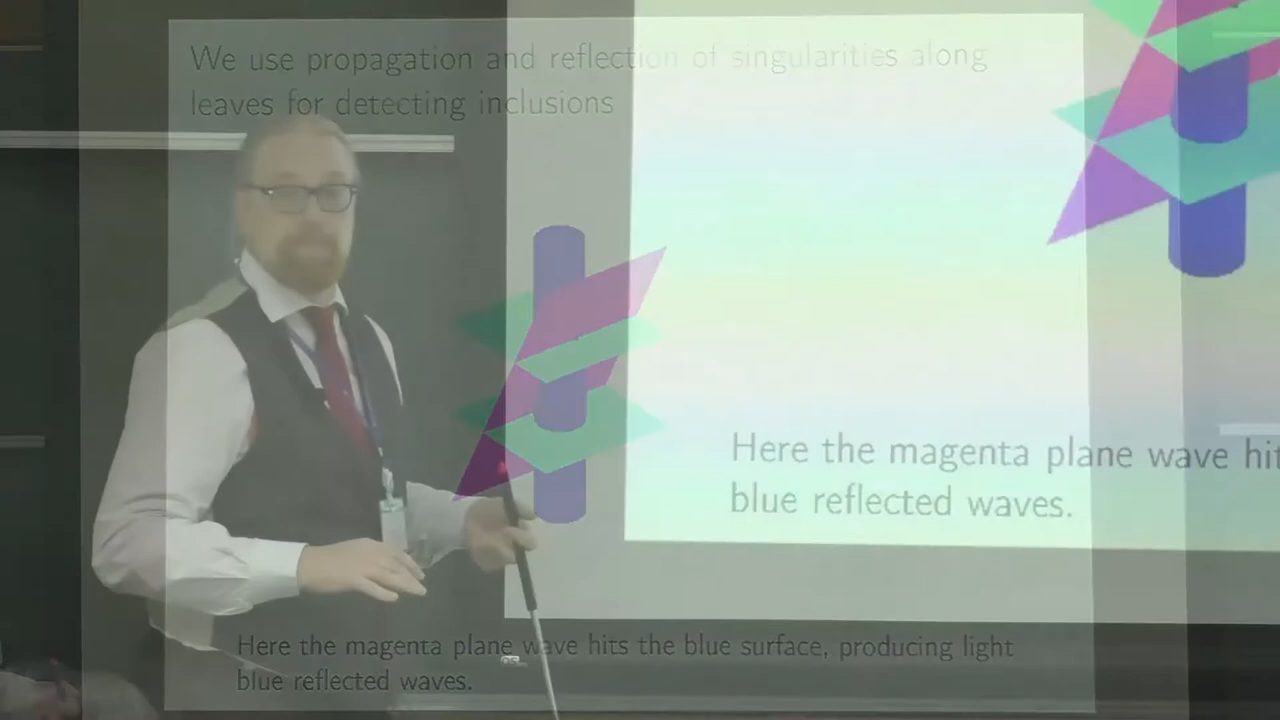 We use propagation and reflection of singularities along
leaves for detecting inclusions
Here the magenta plane wave hit
blue reflected waves.
Here the magenta plane wave hits the blue surface, producing light
blue reflected waves.